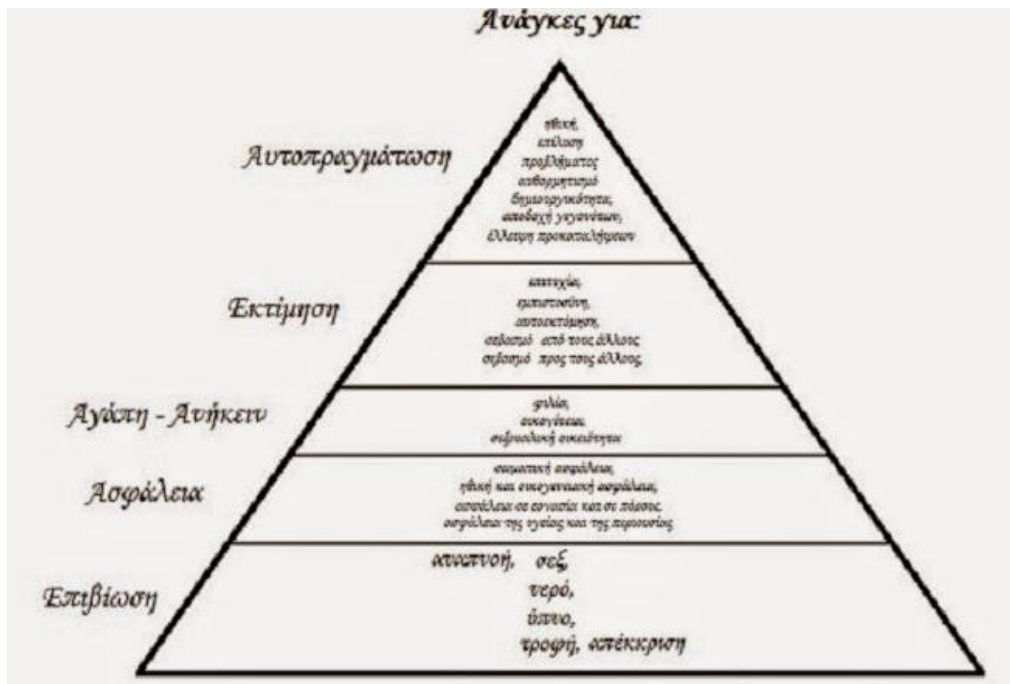 Ανάγκες για:
Αυτοπραγμάτωση
ηθική,
επίλυση
προβλήματος
αυθορμητισμό
δημιουργικότητα,
αποδοχή γεγονότων,
έλλειψη προκαταλήψεων
Εκτίμηση
επιτυχία,
εμπιστοσύνη,
αυτοεκτόμηση,
σεβασμό από τους άλλους
σεβασμό προς τους άλλους
Αγάπη - Ανήκειν
φιλία,
οικογένεια,
σεξουαλική οικειότητα
Ασφάλεια
σωματική ασφάλεια,
ηθική και οικογενειακή ασφάλεια,
ασφάλεια σε εργασία και σε πόρους,
ασφάλεια της υγείας και της περιουσίας
Επιβίωση
αναπνοή, σεξ,
νερό,
ύπνο,
τροφή, απέκκριση